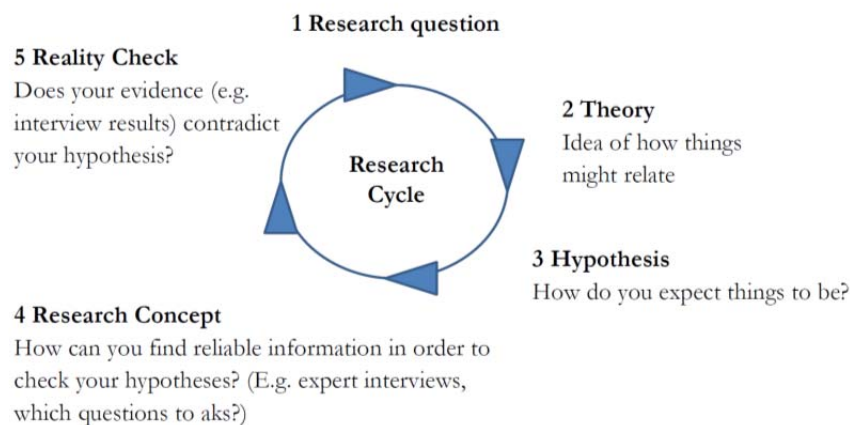 1 Research question
5 Reality Check
Does your evidence (e.g.
interview results) contradict
your hypothesis?
2 Theory
Idea of how things
might relate
Research
Cycle
3 Hypothesis
How do you expect things to be?
4 Research Concept
How can you find reliable information in order to
check your hypotheses? (E.g. expert interviews,
which questions to aks?)